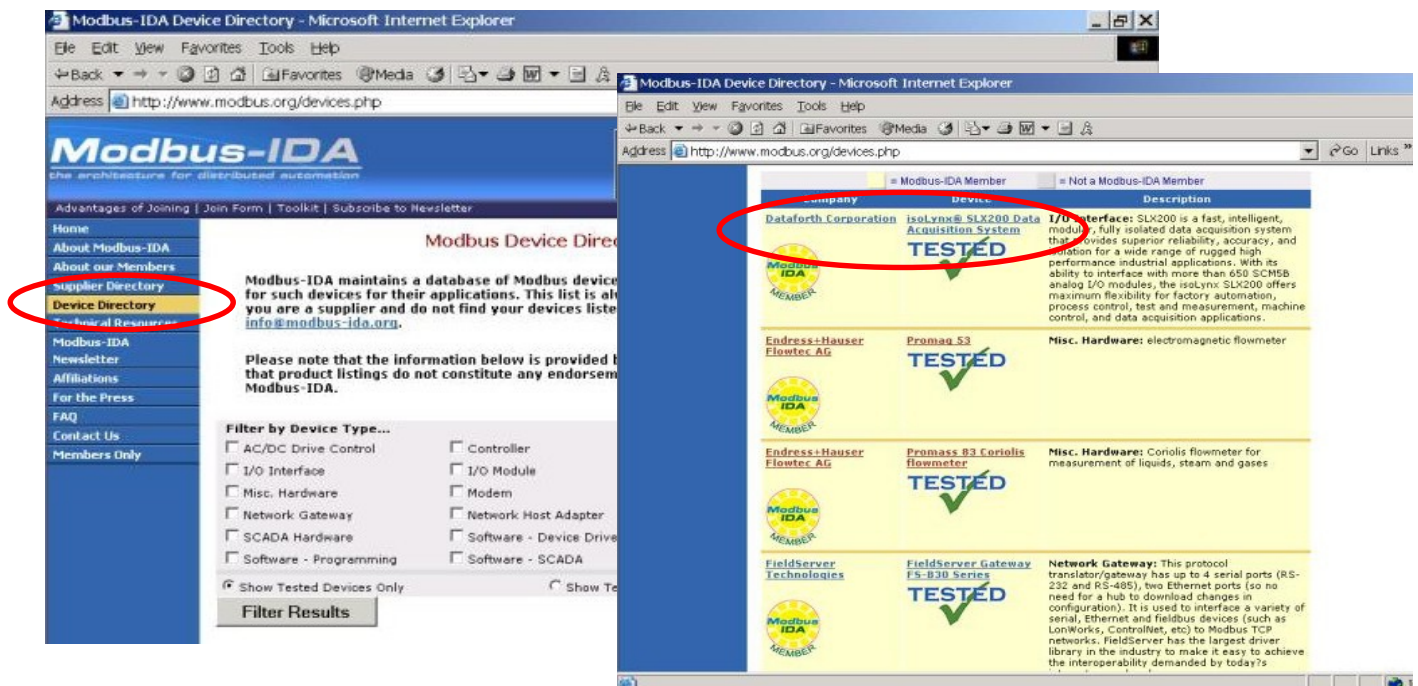 Modbus-IDA Device Directory - Microsoft Internet Explorer
File Edit View Favorites Tools Help
Back Favorites Media
Address http://www.modbus.org/devices.php
Modbus-IDA
the architecture for distributed automation
Advantages of Joining | Join Form | Toolkit | Subscribe to Newsletter
Home
About Modbus-IDA
About our Members
Supplier Directory
Device Directory
Technical Resources
Modbus-IDA
Newsletter
Affiliations
For the Press
FAQ
Contact Us
Members Only
Modbus Device Direc
Modbus-IDA maintains a database of Modbus device
for such devices for their applications. This list is al
you are a supplier and do not find your devices liste
info@modbus-ida.org.
Please note that the information below is provided
that product listings do not constitute any endorsem
Modbus-IDA.
Filter by Device Type...
AC/DC Drive Control Controller
I/O Interface I/O Module
Misc. Hardware Modem
Network Gateway Network Host Adapter
SCADA Hardware Software - Device Drive
Software - Programming Software - SCADA
Show Tested Devices Only Show Te
Filter Results
Modbus-IDA Device Directory - Microsoft Internet Explorer
File Edit View Favorites Tools Help
Back Favorites Media
Address http://www.modbus.org/devices.php Go Links »
= Modbus-IDA Member = Not a Modbus-IDA Member
Company Device Description
Dataforth Corporation
isoLynx® SLX200 Data
Acquisition System
TESTED
Modbus
IDA
MEMBER
I/O Interface: SLX200 is a fast, intelligent,
modular, fully isolated data acquisition system
that provides superior reliability, accuracy, and
isolation for a wide range of rugged high
performance industrial applications. With its
ability to interface with more than 650 SCM5B
analog I/O modules, the isoLynx SLX200 offers
maximum flexibility for factory automation,
process control, test and measurement, machine
control, and data acquisition applications.
Endress+Hauser
Flowtec AG
Promag 53
TESTED
Modbus
IDA
MEMBER
Misc. Hardware: electromagnetic flowmeter
Endress+Hauser
Flowtec AG
Promass 83 Coriolis
flowmeter
TESTED
Modbus
IDA
MEMBER
Misc. Hardware: Coriolis flowmeter for
measurement of liquids, steam and gases
FieldServer
Technologies
FieldServer Gateway
FS-B30 Series
TESTED
Modbus
IDA
MEMBER
Network Gateway: This protocol
translator/gateway has up to 4 serial ports (RS-
232 and RS-485), two Ethernet ports (so no
need for a hub to download changes in
configuration). It is used to interface a variety of
serial, Ethernet and fieldbus devices (such as
LonWorks, ControlNet, etc) to Modbus TCP
networks. FieldServer has the largest driver
library in the industry to make it easy to achieve
the interoperability demanded by today?s